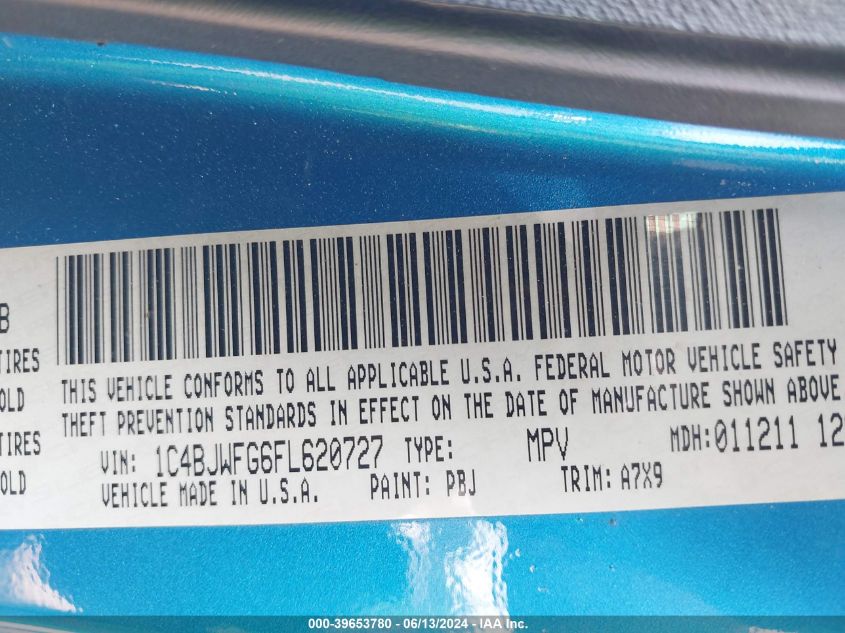 B
TIRES
OLD
TIRES
OLD
THIS VEHICLE CONFORMS TO ALL APPLICABLE U.S.A. FEDERAL MOTOR VEHICLE SAFETY
THEFT PREVENTION STANDARDS IN EFFECT ON THE DATE OF MANUFACTURE SHOWN ABOVE
VIN: 1C4BJWFG6FL620727 TYPE: MPV MDH:011211 12
VEHICLE MADE IN U.S.A. PAINT: PBJ TRIM: A7X9
000-39653780 - 06/13/2024 - IAA Inc.